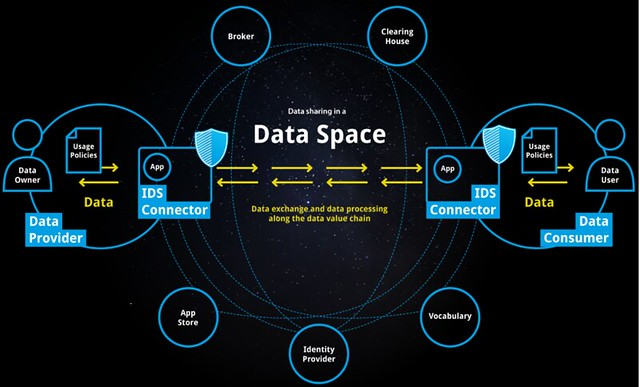 Broker
Clearing
House
Data sharing in a
Data Space
Usage
Policies
App
Data
Owner
Data
IDS
Connector
Data
Provider
Data exchange and data processing
along the data value chain
App
IDS
Connector
Usage
Policies
Data
User
Data
Data
Consumer
App
Store
Identity
Provider
Vocabulary